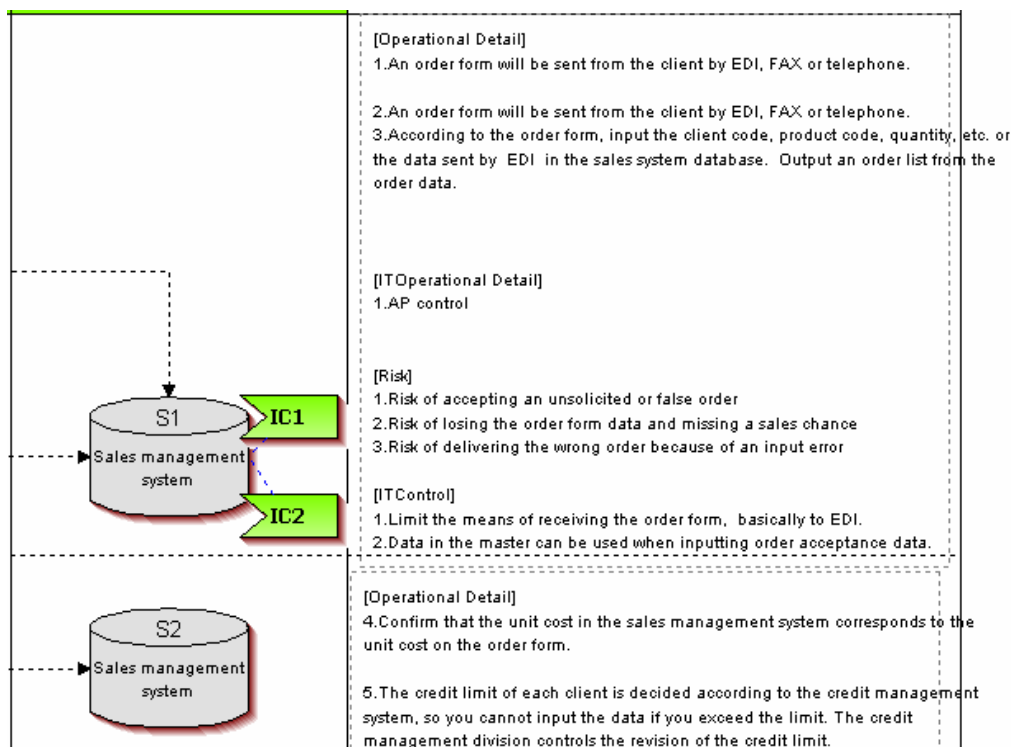 [Operational Detail]
1.An order form will be sent from the client by EDI, FAX or telephone.
2.An order form will be sent from the client by EDI, FAX or telephone.
3.According to the order form, input the client code, product code, quantity, etc. or
the data sent by EDI in the sales system database. Output an order list from the
order data.
[ITOperational Detail]
1.AP control
[Risk]
1.Risk of accepting an unsolicited or false order
2.Risk of losing the order form data and missing a sales chance
3.Risk of delivering the wrong order because of an input error
[ITControl]
1.Limit the means of receiving the order form, basically to EDI.
2.Data in the master can be used when inputting order acceptance data.
S1
Sales management
system
IC1
IC2
[Operational Detail]
4.Confirm that the unit cost in the sales management system corresponds to the
unit cost on the order form.
5.The credit limit of each client is decided according to the credit management
system, so you cannot input the data if you exceed the limit. The credit
management division controls the revision of the credit limit.
S2
Sales management
system